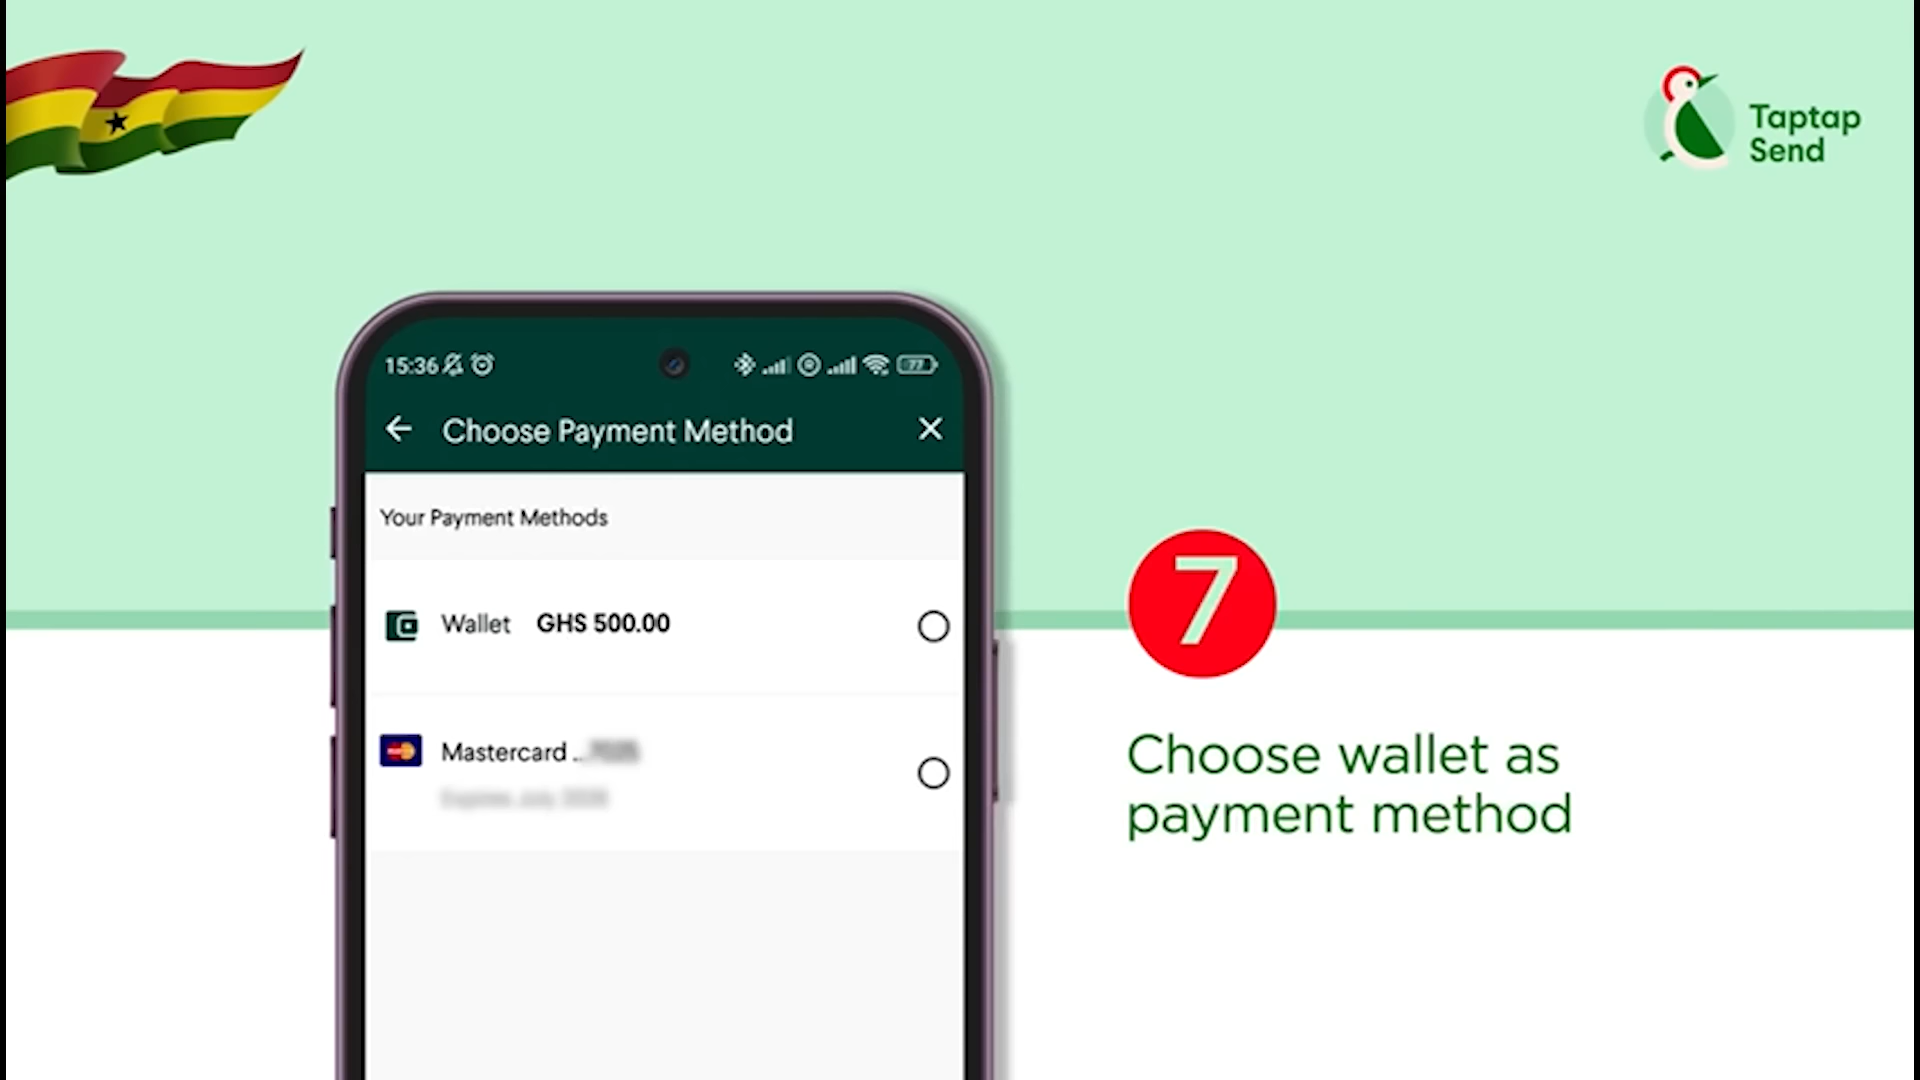 Taptap
Send
15:36
77
Choose Payment Method
Your Payment Methods
Wallet GHS 500.00
Mastercard ..
7
Choose wallet as
payment method